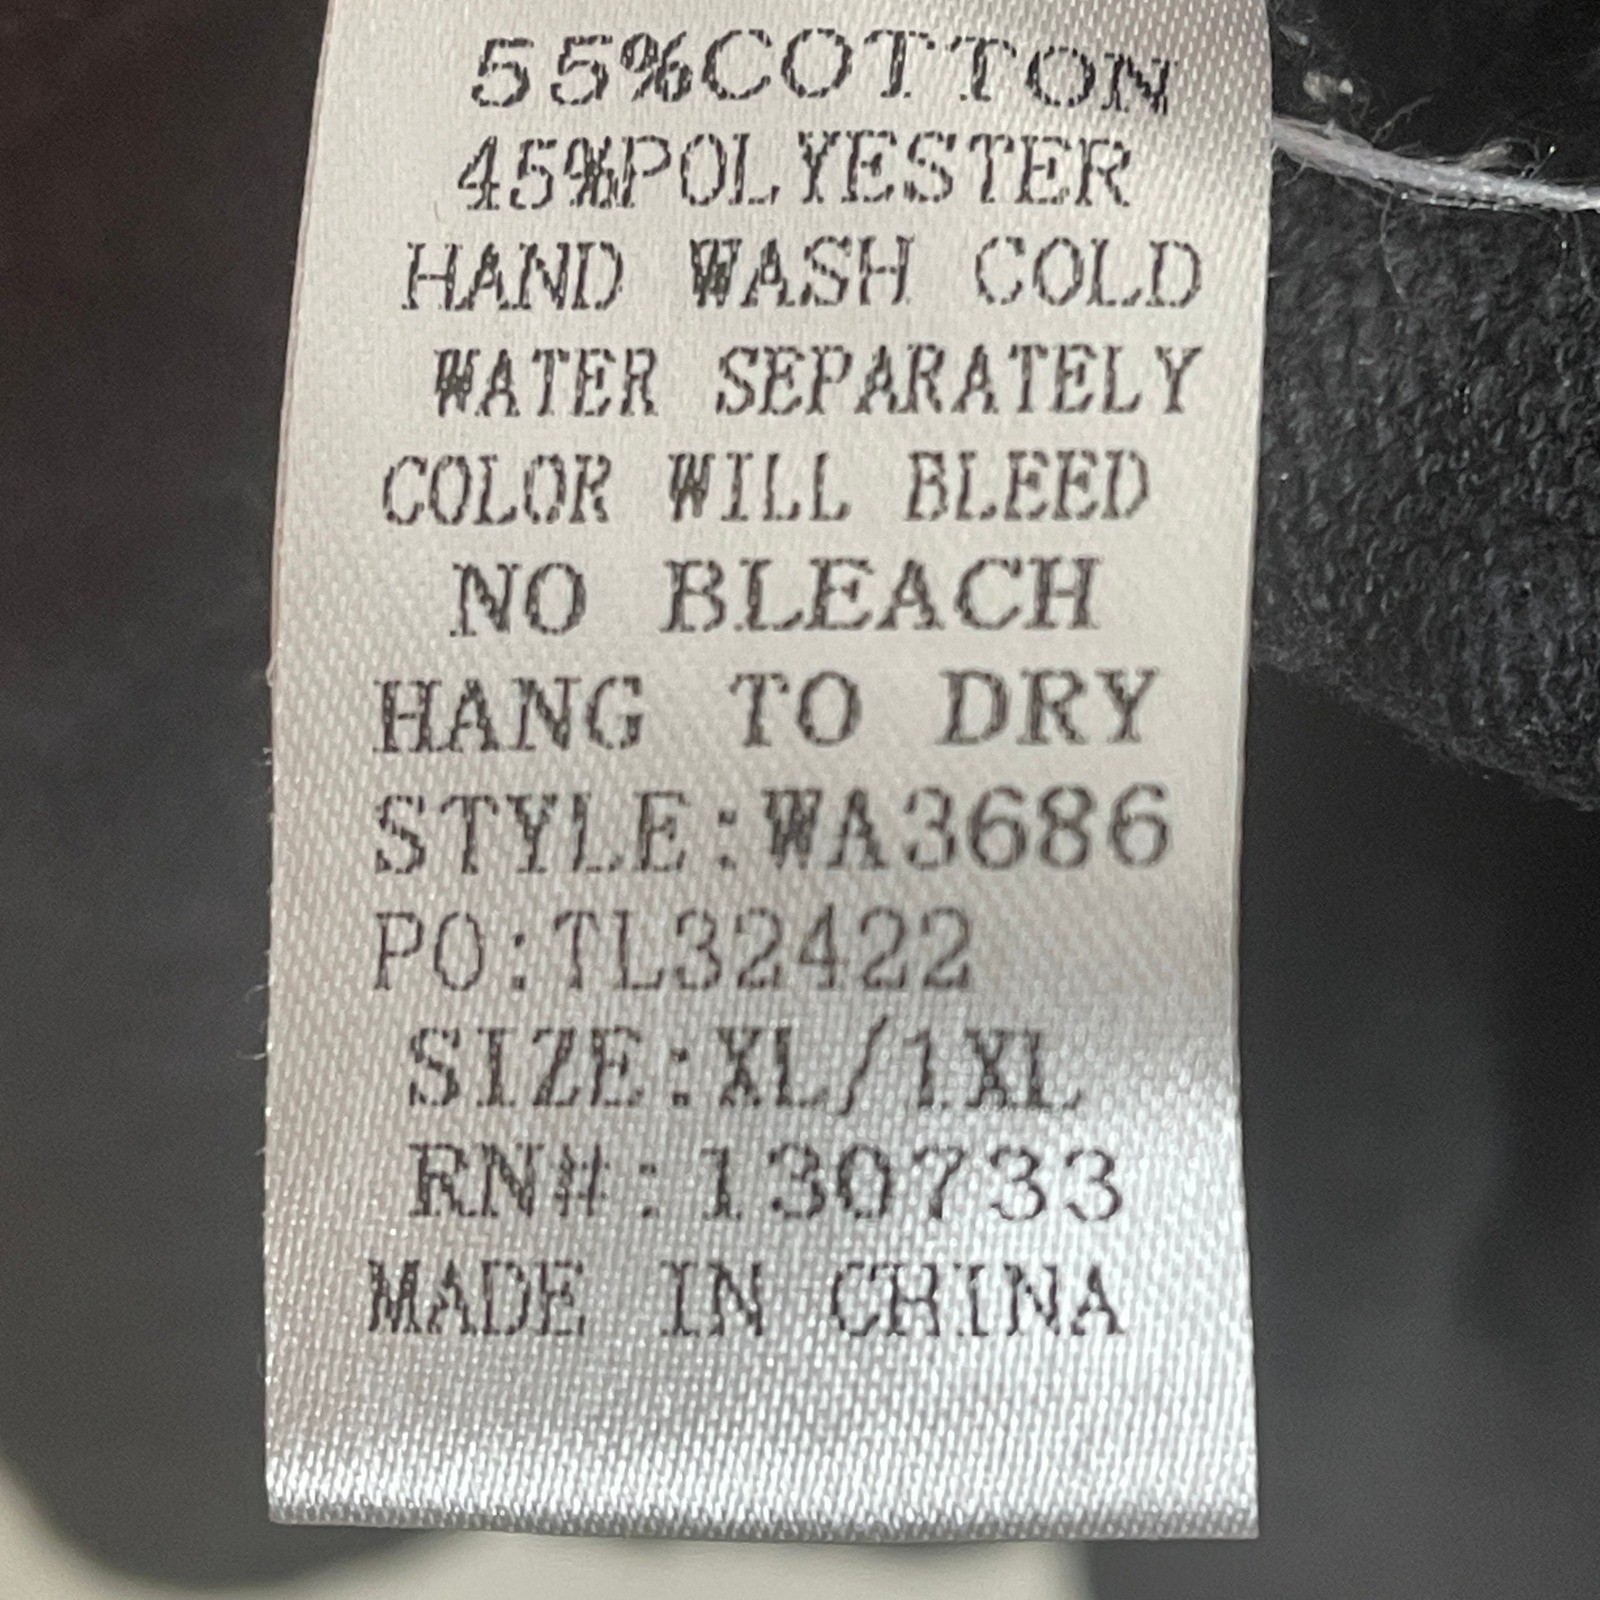 55%COTTON
45%POLYESTER
HAND WASH COLD
WATER SEPARATELY
COLOR WILL BLEED
NO BLEACH
HANG TO DRY
STYLE:WA3686
PO:TL32422
SIZE:XL/1XL
RN#:130733
MADE IN CHINA